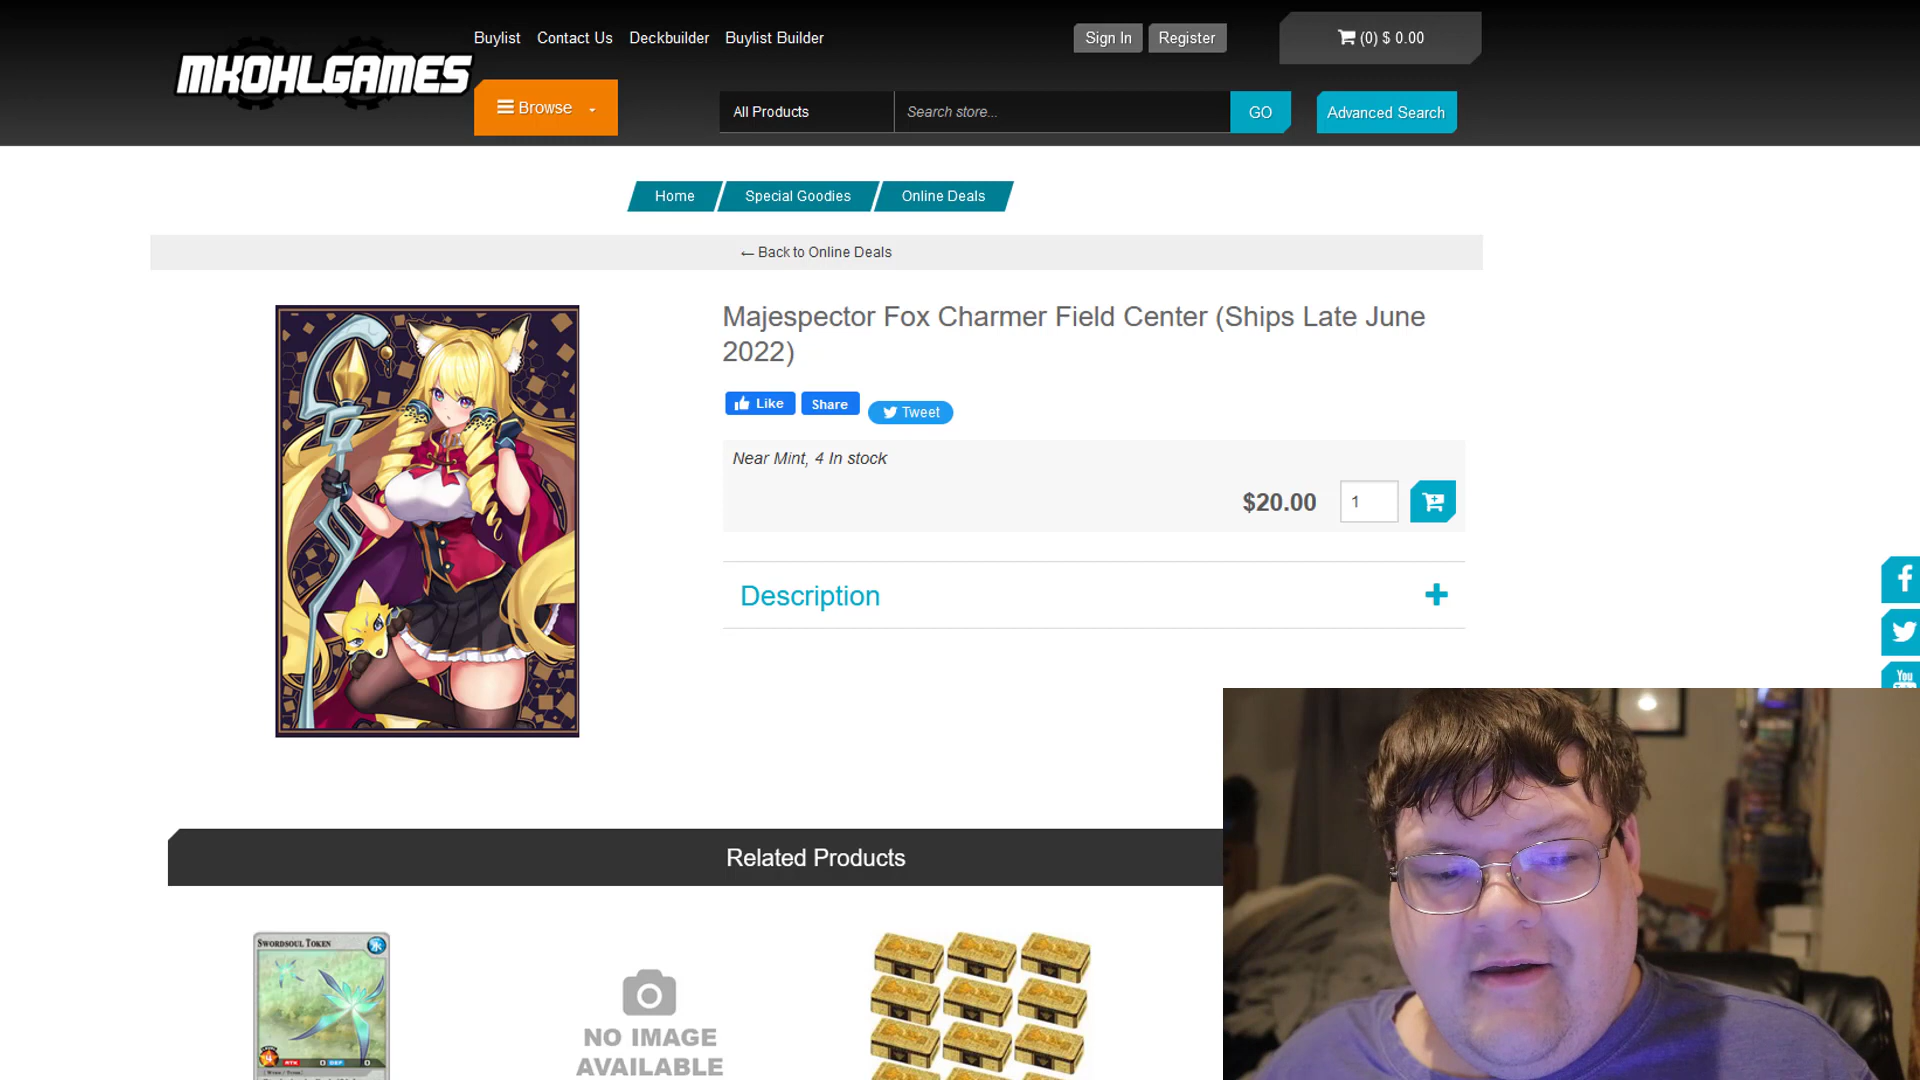 Buylist Contact Us Deckbuilder Buylist Builder
Sign In Register
(0) $ 0.00
MKOHLGAMES
Browse
All Products
Search store...
GO
Advanced Search
Home Special Goodies Online Deals
← Back to Online Deals
Majespector Fox Charmer Field Center (Ships Late June
2022)
Like Share Tweet
Near Mint, 4 In stock
$20.00 1
Description
You
Related Products
SWORDSOUL TOKEN
NO IMAGE
AVAILABLE